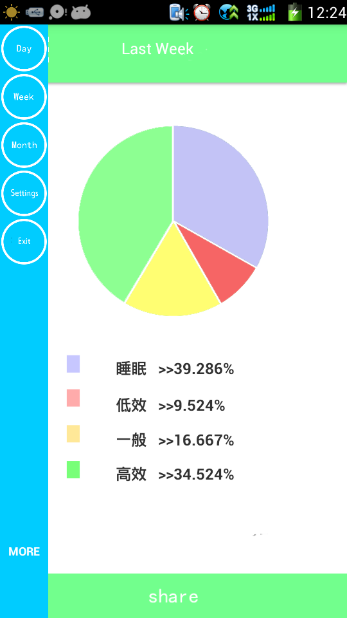 3G
1X
12:24
Last Week
Day
Week
Month
Settings
Exit
睡眠 >>39.286%
低效 >>9.524%
一般 >>16.667%
高效 >>34.524%
MORE
share